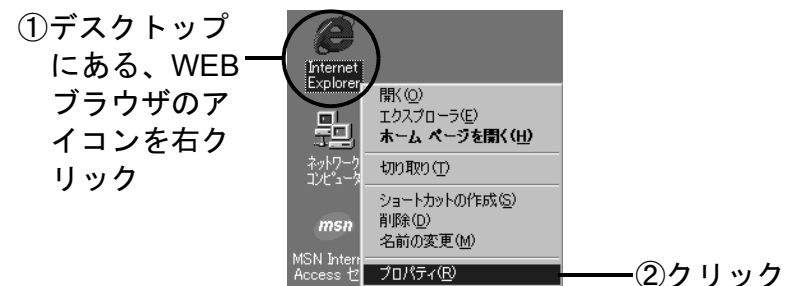 ①デスクトップ
にある、WEB
ブラウザのア
イコンを右ク
リック
Internet
Explorer
ネットワーク
コンピュータ
msn
MSN Intern
Access セ
開く(O)
エクスプローラ(E)
ホーム ページを開く(H)
切り取り(T)
ショートカットの作成(S)
削除(D)
名前の変更(M)
プロパティ(R)
②クリック